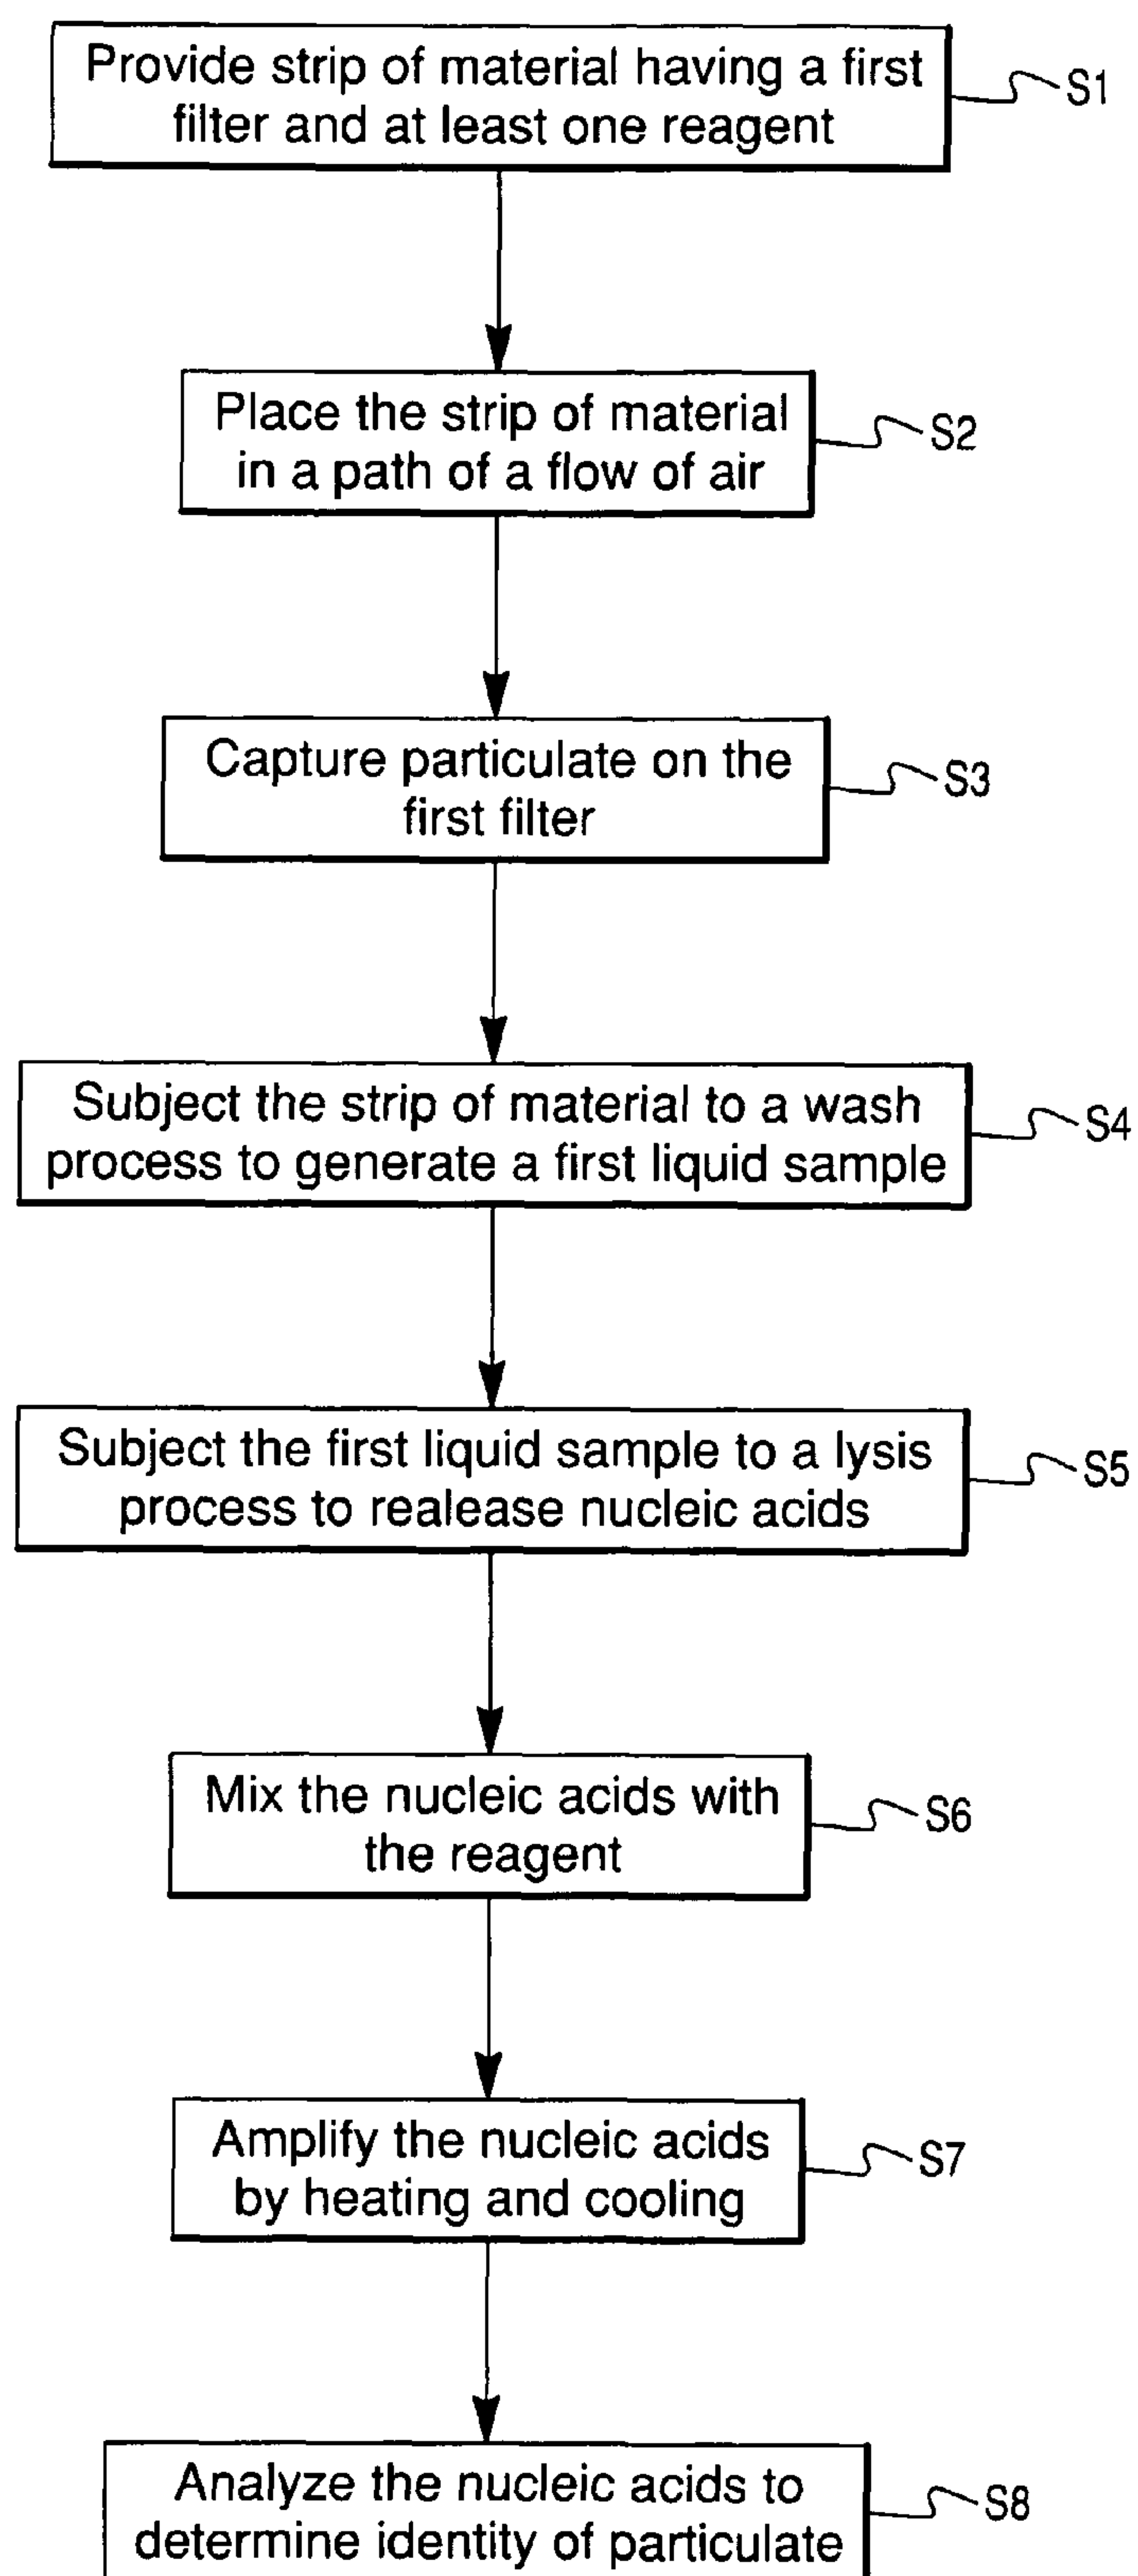 Provide strip of material having a first
filter and at least one reagent
S1
Place the strip of material
in a path of a flow of air
S2
Capture particulate on the
first filter
S3
Subject the strip of material to a wash
process to generate a first liquid sample
S4
Subject the first liquid sample to a lysis
process to realease nucleic acids
S5
Mix the nucleic acids with
the reagent
S6
Amplify the nucleic acids
by heating and cooling
S7
Analyze the nucleic acids to
determine identity of particulate
S8